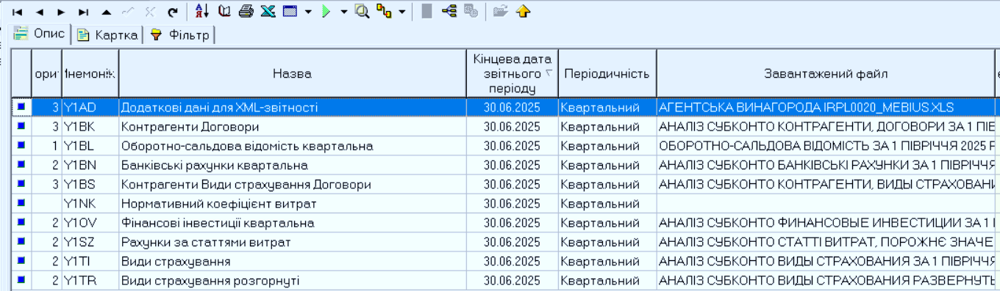 Опис Картка Фільтр
ори Мнемонік Назва Кінцева дата звітнього періоду Періодичність Завантажений файл
3 Y1AD Додаткові дані для XML-звітності 30.06.2025 Квартальний АГЕНТСЬКА ВИНАГОРОДА IRPL0020_MEBIUS.XLS
3 Y1BK Контрагенти Договори 30.06.2025 Квартальний АНАЛІЗ СУБКОНТО КОНТРАГЕНТИ, ДОГОВОРИ ЗА 1 ПІВ
1 Y1BL Оборотно-сальдова відомість квартальна 30.06.2025 Квартальний ОБОРОТНО-САЛЬДОВА ВІДОМІСТЬ ЗА 1 ПІВРІЧЧЯ 2025 Р
2 Y1BN Банківські рахунки квартальна 30.06.2025 Квартальний АНАЛІЗ СУБКОНТО БАНКІВСЬКІ РАХУНКИ ЗА 1 ПІВРІЧЧЯ
3 Y1BS Контрагенти Види страхування Договори 30.06.2025 Квартальний АНАЛІЗ СУБКОНТО КОНТРАГЕНТИ, ВИДЫ СТРАХОВАНИ
Y1NK Нормативний коефіцієнт витрат 30.06.2025 Квартальний
2 Y1OV Фінансові інвестиції квартальна 30.06.2025 Квартальний АНАЛІЗ СУБКОНТО ФИНАНСОВЫЕ ИНВЕСТИЦИИ ЗА 1
2 Y1SZ Рахунки за статтями витрат 30.06.2025 Квартальний АНАЛІЗ СУБКОНТО СТАТТІ ВИТРАТ, ПОРОЖНЄ ЗНАЧЕ
2 Y1TI Види страхування 30.06.2025 Квартальний АНАЛІЗ СУБКОНТО ВИДЫ СТРАХОВАНИЯ ЗА 1 ПІВРІЧЧЯ
2 Y1TR Види страхування розгорнуті 30.06.2025 Квартальний АНАЛІЗ СУБКОНТО ВИДЫ СТРАХОВАНИЯ РАЗВЕРНУТЬ